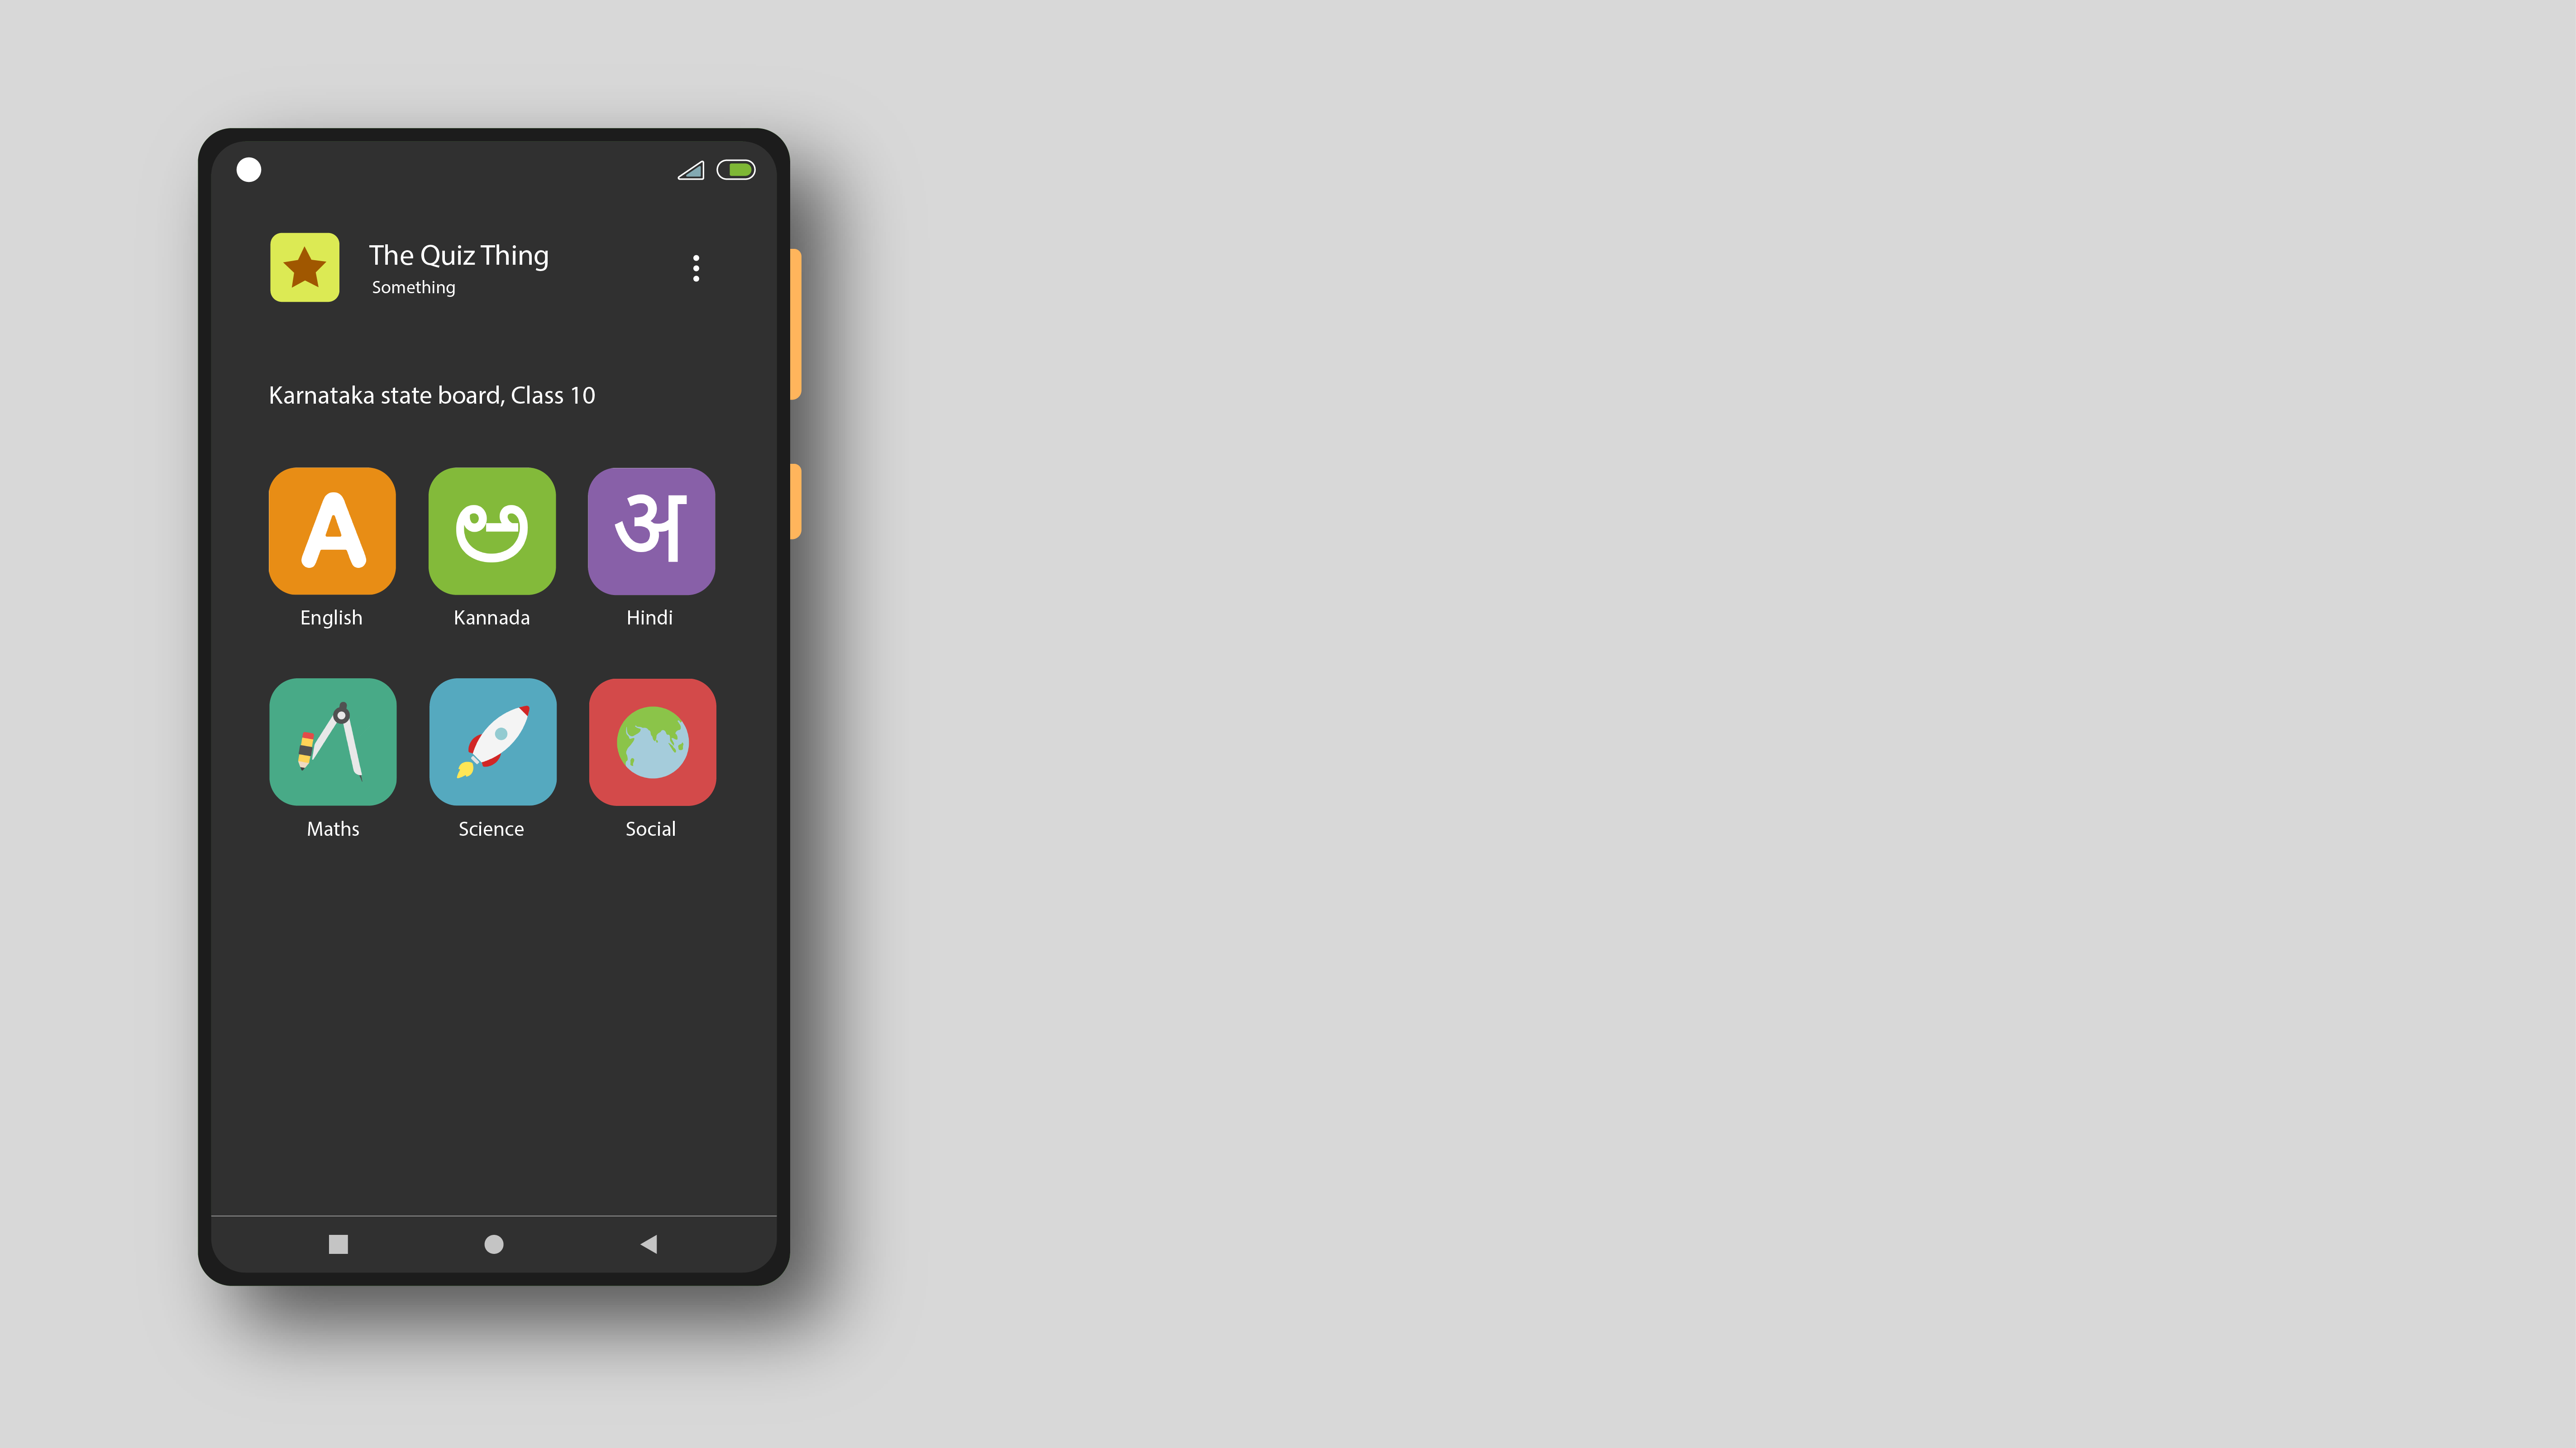 The Quiz Thing
Something
Karnataka state board, Class 10
A ಅ अ
English Kannada Hindi
Maths Science Social